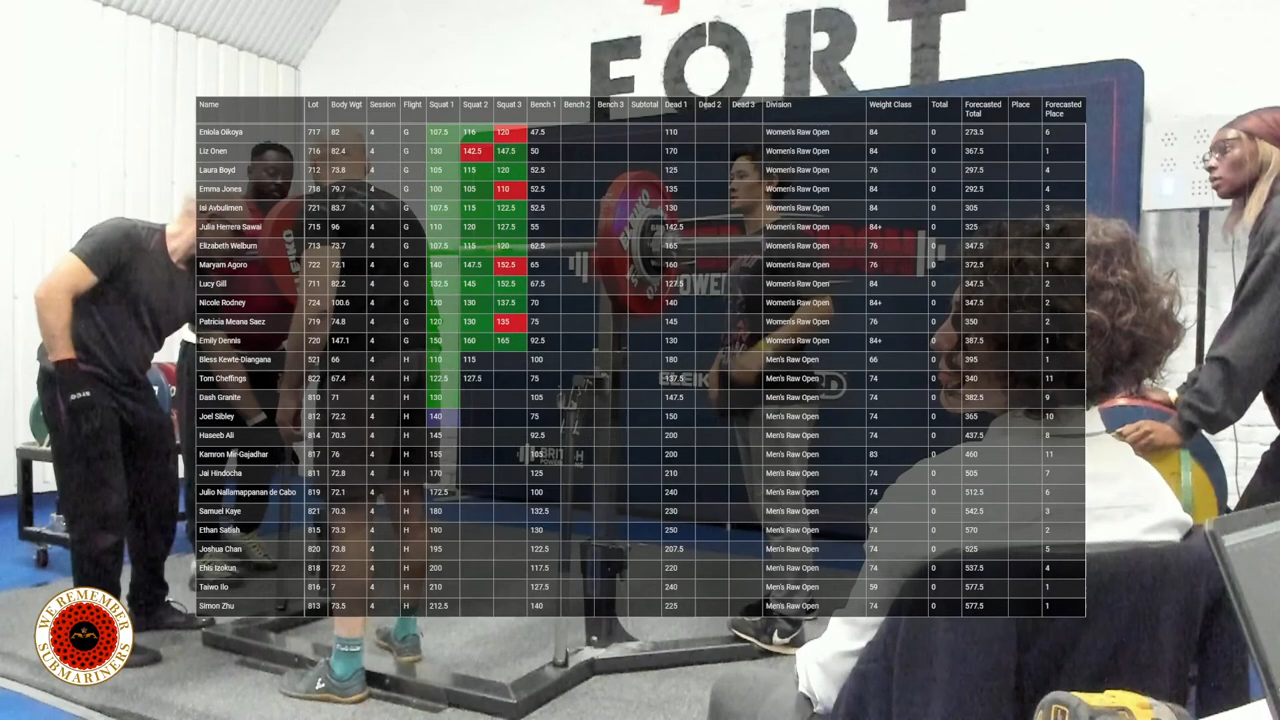 FORT
Name Lot Body Wgt Session Flight Squat 1 Squat 2 Squat 3 Bench 1 Bench 2 Bench 3 Subtotal Dead 1 Dead 2 Dead 3 Division Weight Class Total Forecasted Total Place Forecasted Place
Eniola Oikoya 717 82 4 G 107.5 116 120 47.5 110 Women's Raw Open 84 0 273.5 6
Liz Onen 716 82.4 4 G 130 142.5 147.5 50 170 Women's Raw Open 84 0 367.5 1
Laura Boyd 712 73.8 4 G 105 115 120 52.5 125 Women's Raw Open 76 0 297.5 4
Emma Jones 718 79.7 4 G 100 105 110 52.5 135 Women's Raw Open 84 0 292.5 4
Isi Avbulimen 721 83.7 4 G 107.5 115 122.5 52.5 130 Women's Raw Open 84 0 305 3
Julia Herrera Sawai 715 96 4 G 110 120 127.5 55 142.5 Women's Raw Open 84+ 0 325 3
Elizabeth Welburn 713 73.7 4 G 107.5 115 120 62.5 165 Women's Raw Open 76 0 347.5 3
Maryam Agoro 722 72.1 4 G 140 147.5 152.5 65 160 Women's Raw Open 76 0 372.5 1
Lucy Gill 711 82.2 4 G 132.5 145 152.5 67.5 127.5 Women's Raw Open 84 0 347.5 2
Nicole Rodney 724 100.6 4 G 120 130 137.5 70 140 Women's Raw Open 84+ 0 347.5 2
Patricia Meana Saez 719 74.8 4 G 120 130 135 75 145 Women's Raw Open 76 0 350 2
Emily Dennis 720 147.1 4 G 150 160 165 92.5 130 Women's Raw Open 84+ 0 387.5 1
Bless Kewte-Diangana 521 66 4 H 110 115 100 180 Men's Raw Open 66 0 395 1
Tom Cheffings 822 67.4 4 H 122.5 127.5 75 137.5 Men's Raw Open 74 0 340 11
Dash Granite 810 71 4 H 130 105 147.5 Men's Raw Open 74 0 382.5 9
Joel Sibley 812 72.2 4 H 140 75 150 Men's Raw Open 74 0 365 10
Haseeb Ali 814 70.5 4 H 145 92.5 200 Men's Raw Open 74 0 437.5 8
Kamron Mir-Gajadhar 817 76 4 H 155 105 200 Men's Raw Open 83 0 460 11
Jai Hindocha 811 72.8 4 H 170 125 210 Men's Raw Open 74 0 505 7
Julio Nallamappanan de Cabo 819 72.1 4 H 172.5 100 240 Men's Raw Open 74 0 512.5 6
Samuel Kaye 821 70.3 4 H 180 132.5 230 Men's Raw Open 74 0 542.5 3
Ethan Satish 815 73.3 4 H 190 130 250 Men's Raw Open 74 0 570 2
Joshua Chan 820 73.8 4 H 195 122.5 207.5 Men's Raw Open 74 0 525 5
Ehis Izokun 818 72.2 4 H 200 117.5 220 Men's Raw Open 74 0 537.5 4
Taiwo Ilo 816 7 4 H 210 127.5 240 Men's Raw Open 59 0 577.5 1
Simon Zhu 813 73.5 4 H 212.5 140 225 Men's Raw Open 74 0 577.5 1
ELEIKO
WE REMEMBER
SUBMARINERS